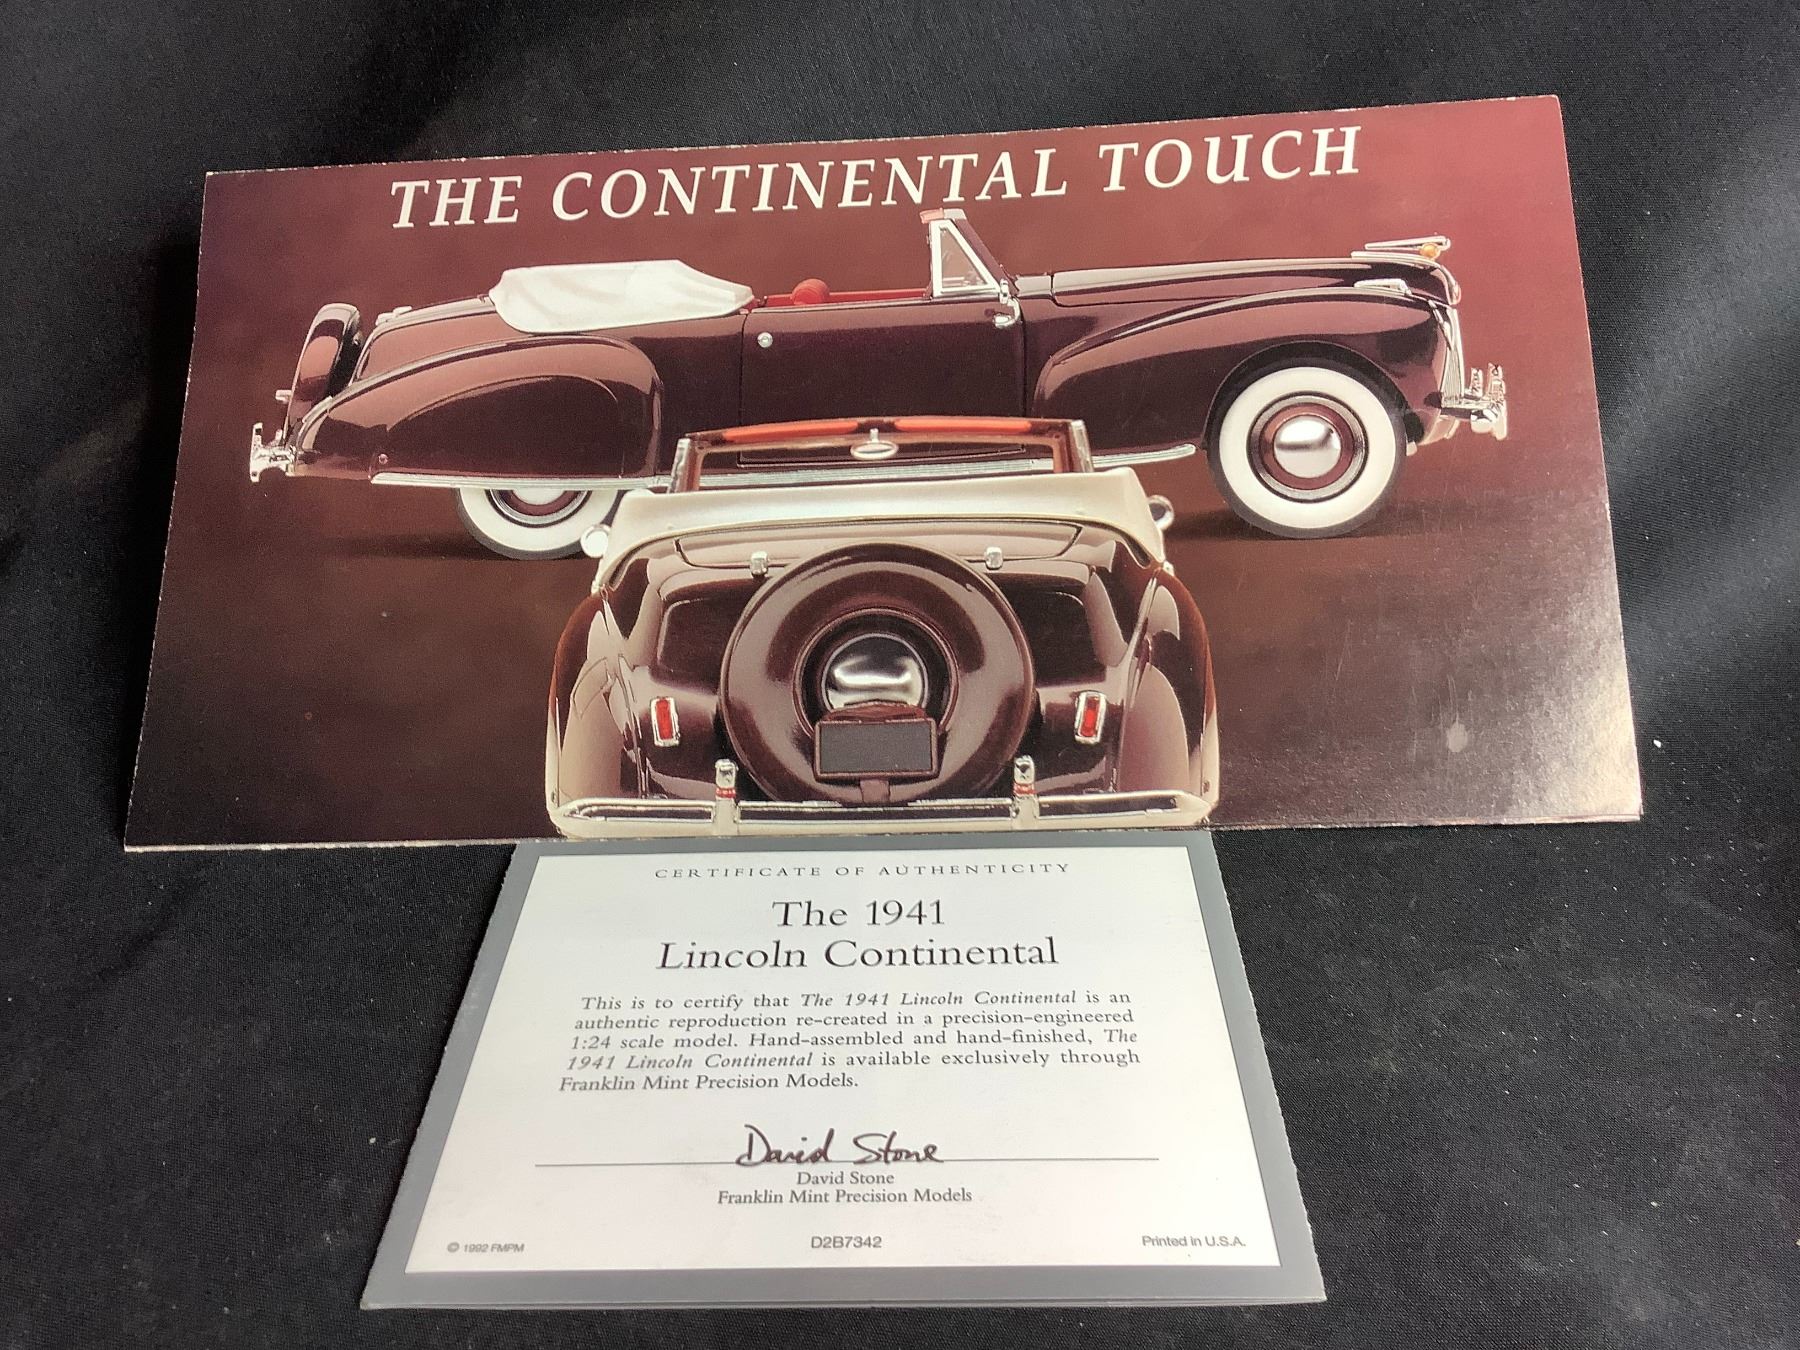 THE CONTINENTAL TOUCH
CERTIFICATE OF AUTHENTICITY
The 1941
Lincoln Continental
This is to certify that The 1941 Lincoln Continental is an
authentic reproduction re-created in a precision-engineered
1:24 scale model. Hand-assembled and hand-finished, The
1941 Lincoln Continental is available exclusively through
Franklin Mint Precision Models.
David Stone
David Stone
Franklin Mint Precision Models
© 1992 FMPM
D2B7342
Printed in U.S.A.